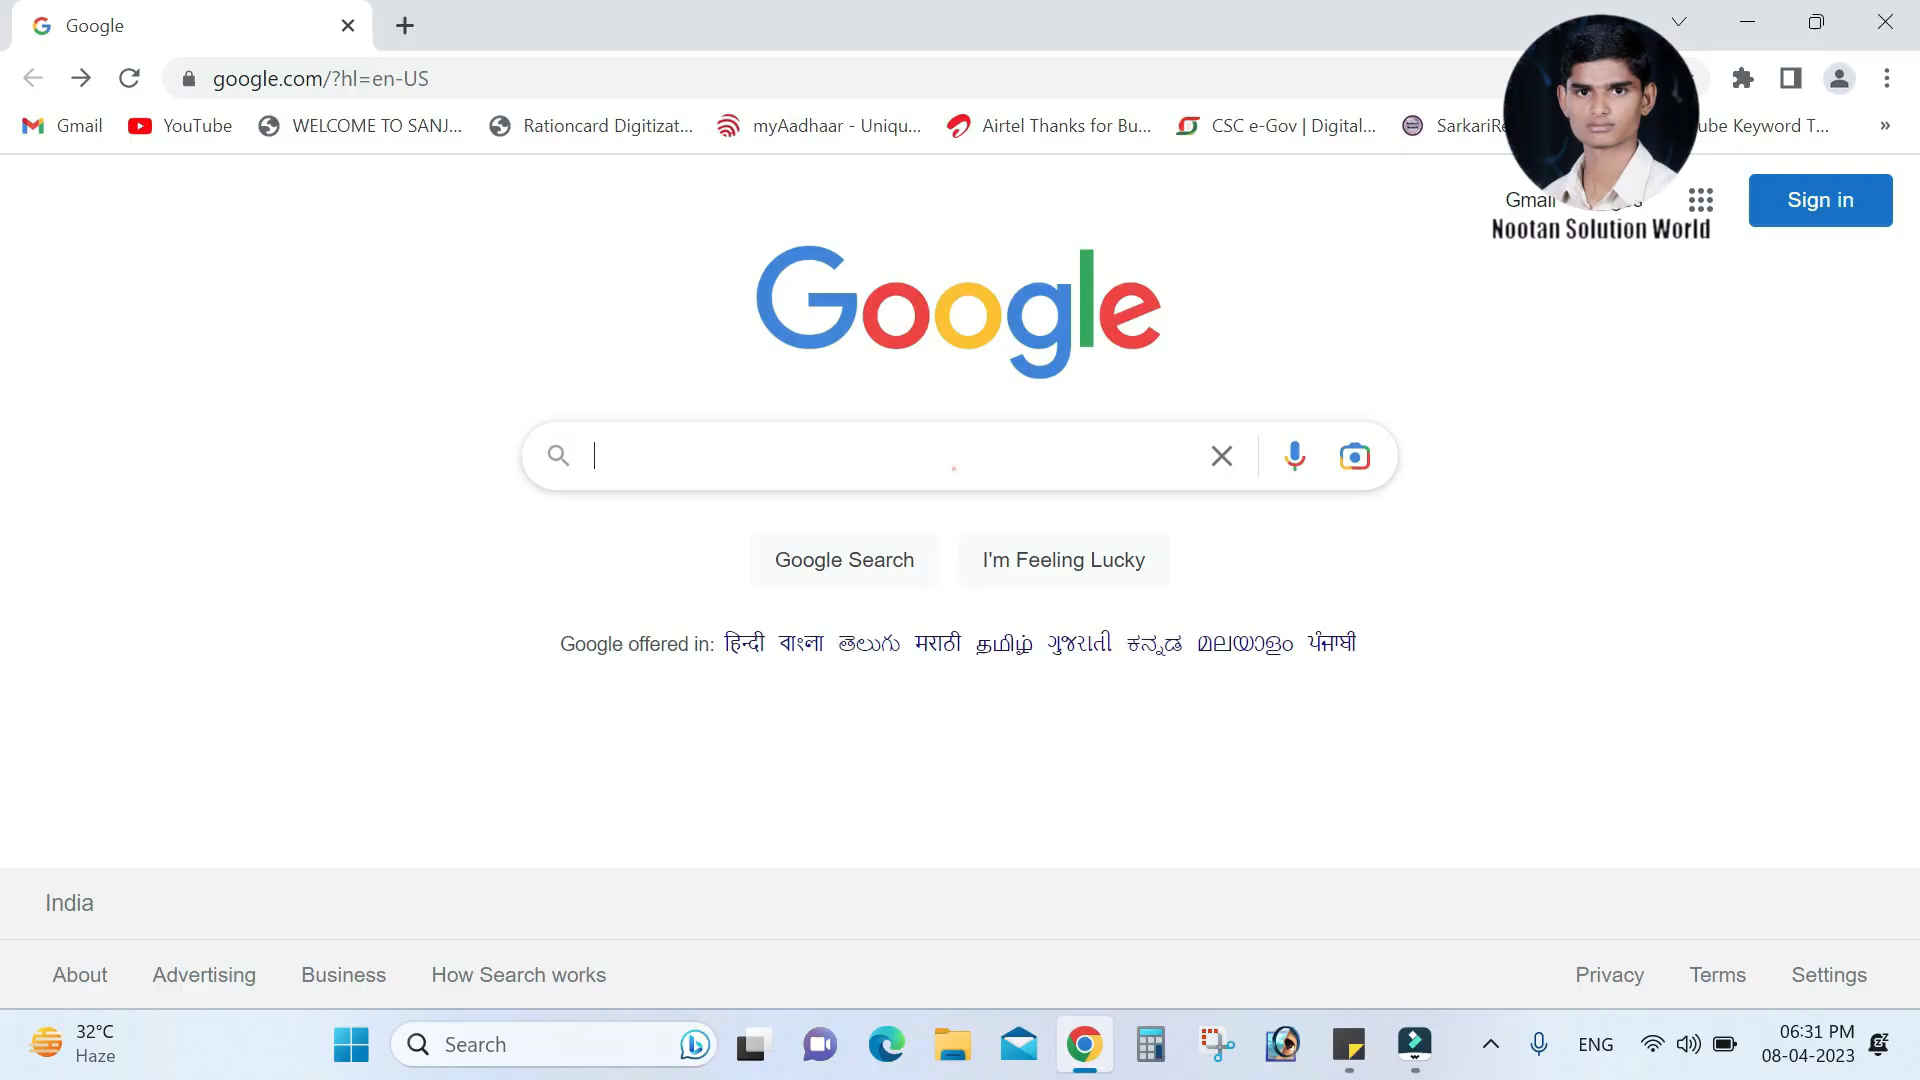 Google
google.com/?hl=en-US
Gmail YouTube WELCOME TO SANJ... Rationcard Digitizat... myAadhaar - Uniqu... Airtel Thanks for Bu... CSC e-Gov | Digital... SarkariRe ube Keyword T... »
Gmail Sign in
Nootan Solution World
Google
Google Search I'm Feeling Lucky
Google offered in: हिन्दी বাংলা తెలుగు मराठी தமிழ் ગુજરાતી ಕನ್ನಡ മലയാളം ਪੰਜਾਬੀ
India
About Advertising Business How Search works Privacy Terms Settings
32°C
Haze
Search
ENG
06:31 PM
08-04-2023